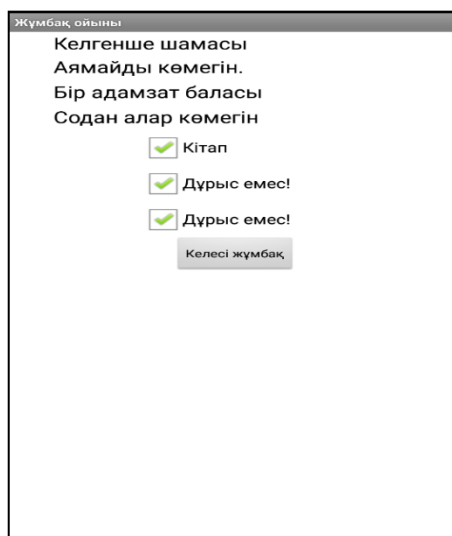 Жұмбақ ойыны
Келгенше шамасы
Аямайды көмегін.
Бір адамзат баласы
Содан алар көмегін
Кітап
Дұрыс емес!
Дұрыс емес!
Келесі жұмбақ